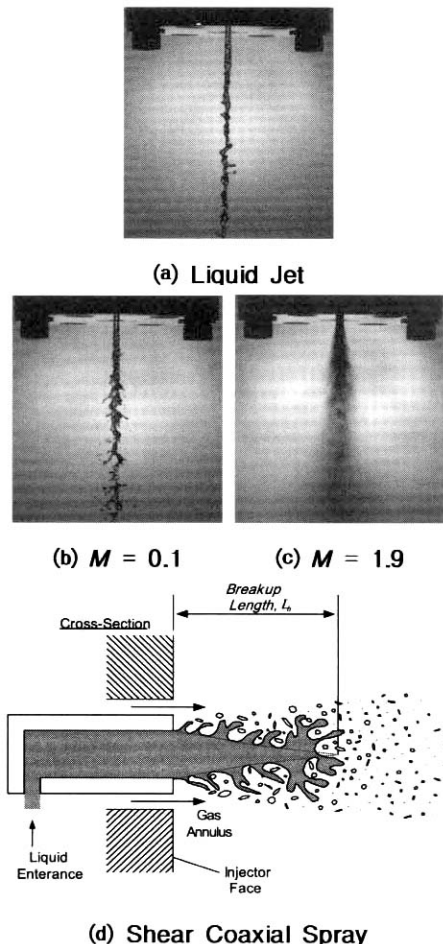 (a) Liquid Jet
(b) M = 0.1
(c) M = 1.9
Breakup
Length, L_b
Cross-Section
Gas
Annulus
Liquid
Enterance
Injector
Face
(d) Shear Coaxial Spray